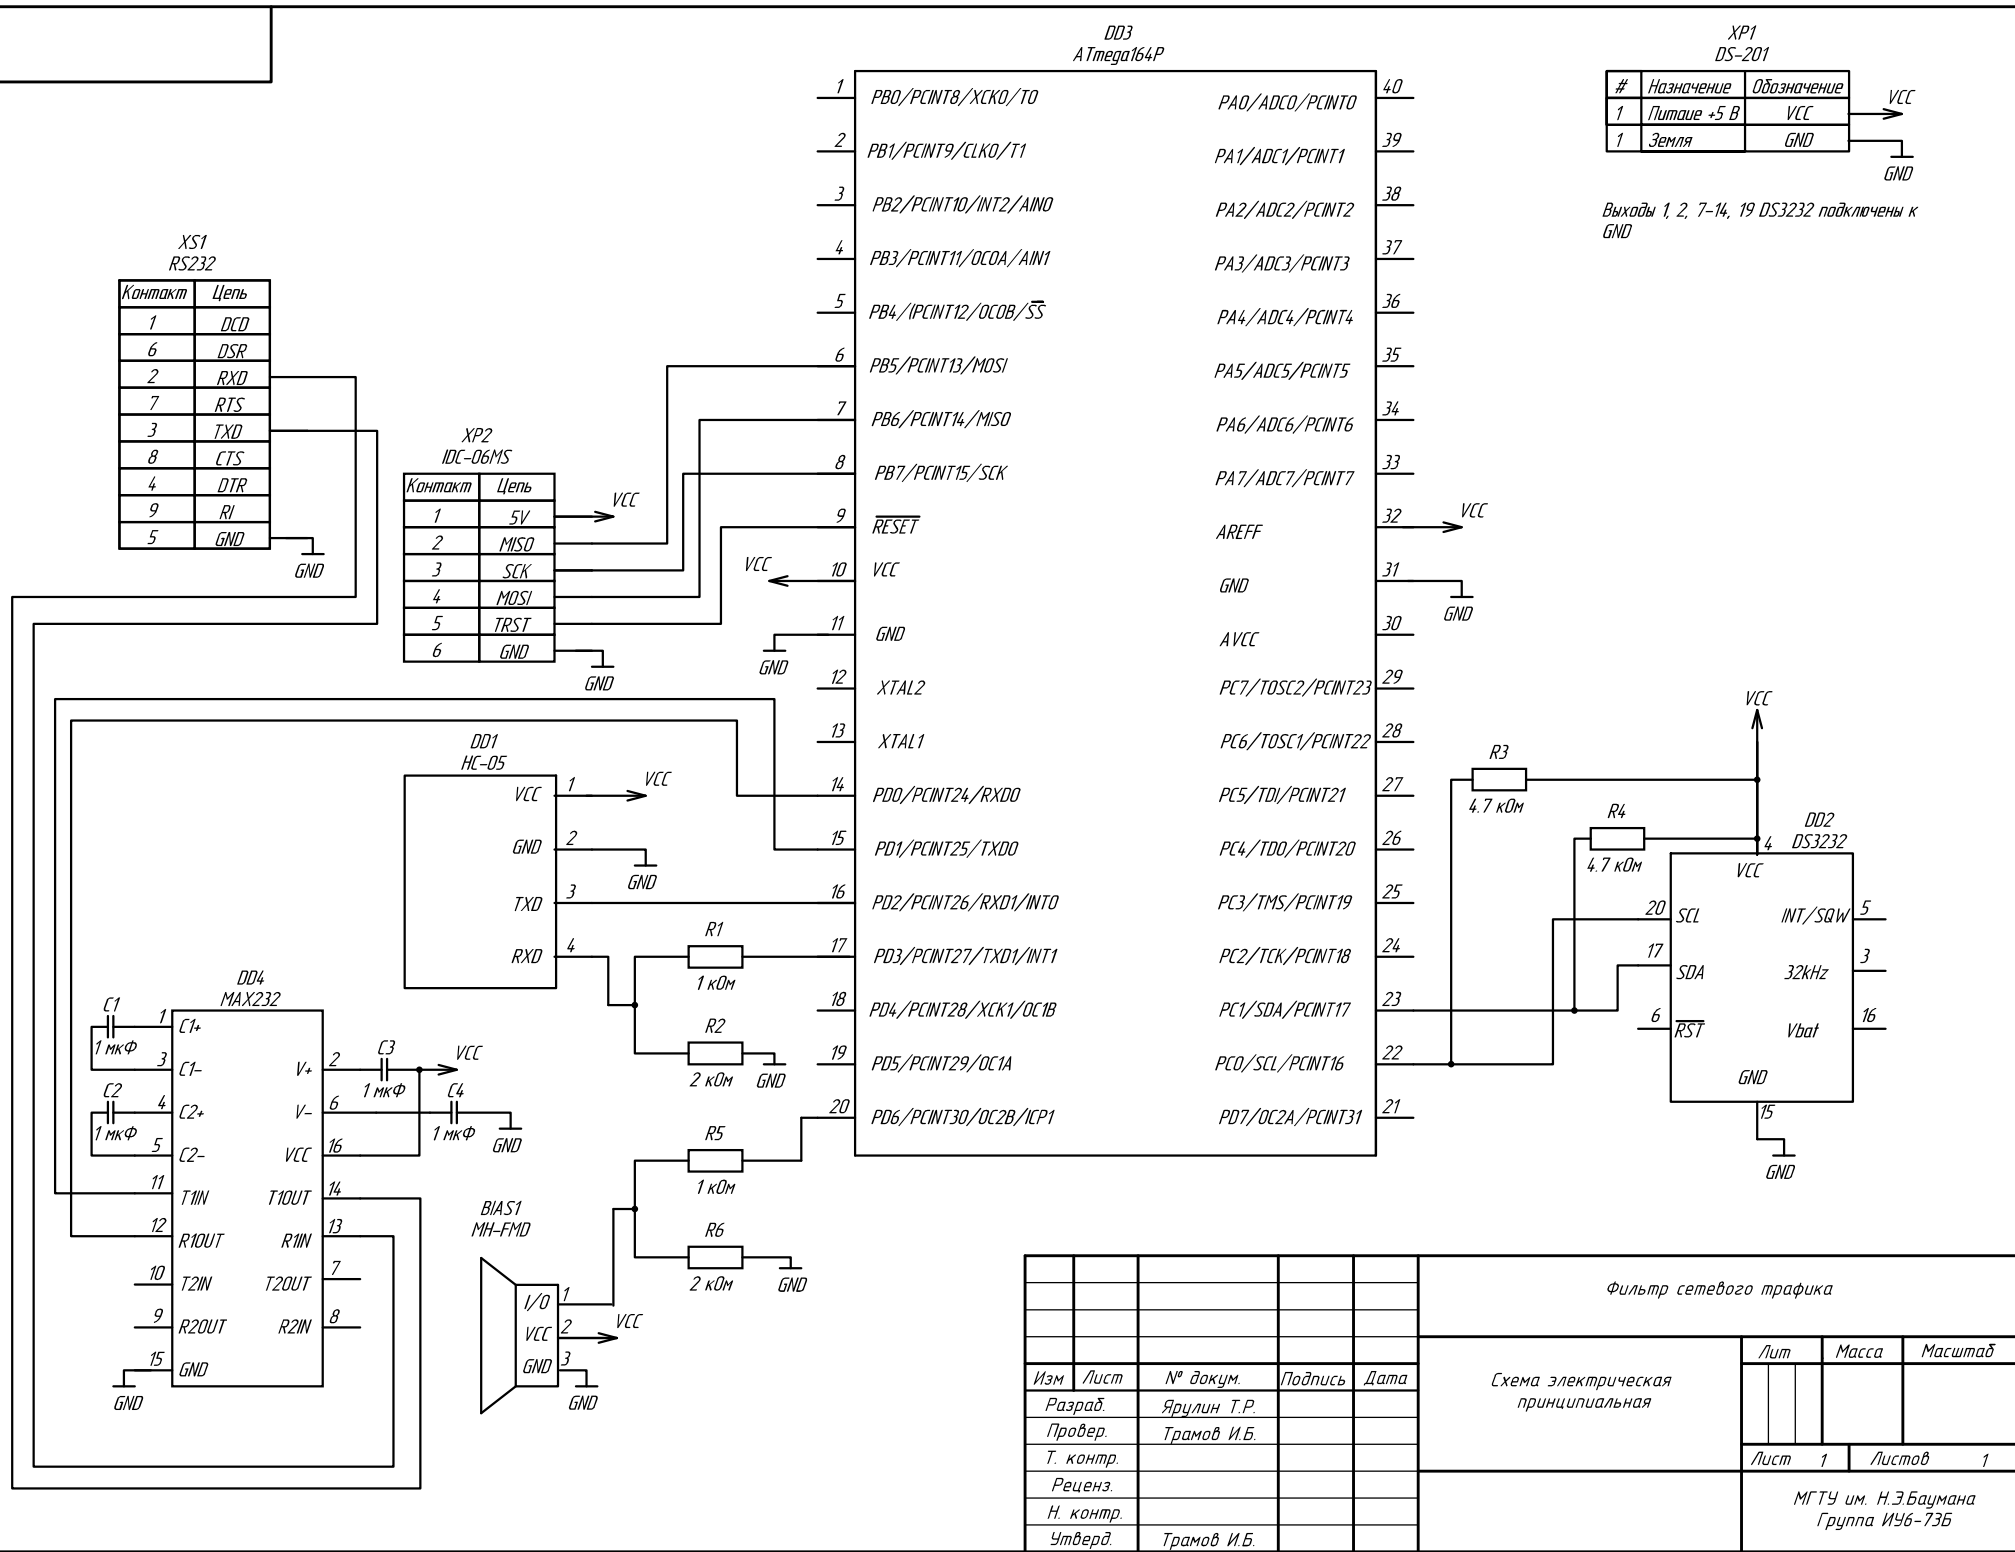 DD3
ATmega164P
1 PB0/PCINT8/XCK0/T0
2 PB1/PCINT9/CLKO/T1
3 PB2/PCINT10/INT2/AIN0
4 PB3/PCINT11/OC0A/AIN1
5 PB4/IPCINT12/OC0B/SS
6 PB5/PCINT13/MOSI
7 PB6/PCINT14/MISO
8 PB7/PCINT15/SCK
9 RESET
10 VCC
VCC
11 GND
GND
12 XTAL2
13 XTAL1
14 PD0/PCINT24/RXD0
15 PD1/PCINT25/TXD0
16 PD2/PCINT26/RXD1/INT0
17 PD3/PCINT27/TXD1/INT1
18 PD4/PCINT28/XCK1/OC1B
19 PD5/PCINT29/OC1A
20 PD6/PCINT30/OC2B/ICP1
PA0/ADC0/PCINT0 40
PA1/ADC1/PCINT1 39
PA2/ADC2/PCINT2 38
PA3/ADC3/PCINT3 37
PA4/ADC4/PCINT4 36
PA5/ADC5/PCINT5 35
PA6/ADC6/PCINT6 34
PA7/ADC7/PCINT7 33
AREFF 32 VCC
GND 31
GND
AVCC 30
PC7/TOSC2/PCINT23 29
PC6/TOSC1/PCINT22 28
PC5/TDI/PCINT21 27
PC4/TDO/PCINT20 26
PC3/TMS/PCINT19 25
PC2/TCK/PCINT18 24
PC1/SDA/PCINT17 23
PC0/SCL/PCINT16 22
PD7/OC2A/PCINT31 21
XP1
DS-201
# Назначение Обозначение
1 Питаие +5 В VCC
1 Земля GND
VCC
GND
Выходы 1, 2, 7-14, 19 DS3232 подключены к
GND
XS1
RS232
Контакт Цепь
1 DCD
6 DSR
2 RXD
7 RTS
3 TXD
8 CTS
4 DTR
9 RI
5 GND
GND
XP2
IDC-06MS
Контакт Цепь
1 5V
2 MISO
3 SCK
4 MOSI
5 TRST
6 GND
VCC
GND
DD1
HC-05
VCC 1 VCC
GND 2
GND
TXD 3
RXD 4
R1
1 кОм
R2
2 кОм
GND
DD4
MAX232
C1
1 мкФ
C2
1 мкФ
1 C1+
3 C1-
4 C2+
5 C2-
11 T1IN
12 R1OUT
10 T2IN
9 R2OUT
15 GND
GND
V+ 2
V- 6
VCC 16
T1OUT 14
R1IN 13
T2OUT 7
R2IN 8
C3
1 мкФ
VCC
C4
1 мкФ
GND
R5
1 кОм
R6
2 кОм
GND
BIAS1
MH-FMD
I/O 1
VCC 2 VCC
GND 3
GND
VCC
R3
4.7 кОм
R4
4.7 кОм
DD2
DS3232
4
VCC
20 SCL
17 SDA
6 RST
INT/SQW 5
32kHz 3
Vbat 16
GND
15
GND
Фильтр сетевого трафика
Схема электрическая
принципиальная
Лит Масса Масштаб
Лист 1 Листов 1
МГТУ им. Н.Э.Баумана
Группа ИУ6-73Б
Изм Лист № докум. Подпись Дата
Разраб. Ярулин Т.Р.
Провер. Трамов И.Б.
Т. контр.
Реценз.
Н. контр.
Утверд. Трамов И.Б.